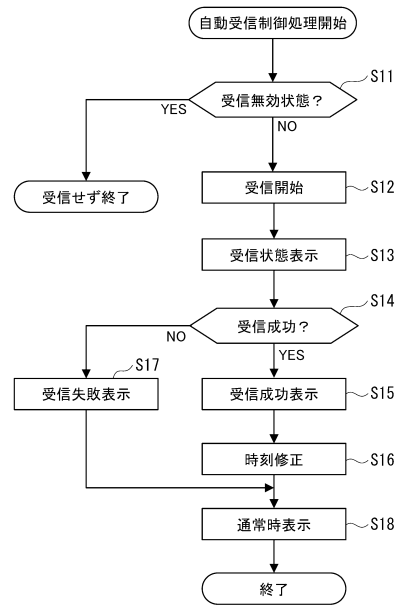 自動受信制御処理開始
S11
受信無効状態？
YES
NO
受信せず終了
受信開始
S12
受信状態表示
S13
S14
受信成功？
NO
YES
S17
受信失敗表示
受信成功表示
S15
時刻修正
S16
通常時表示
S18
終了